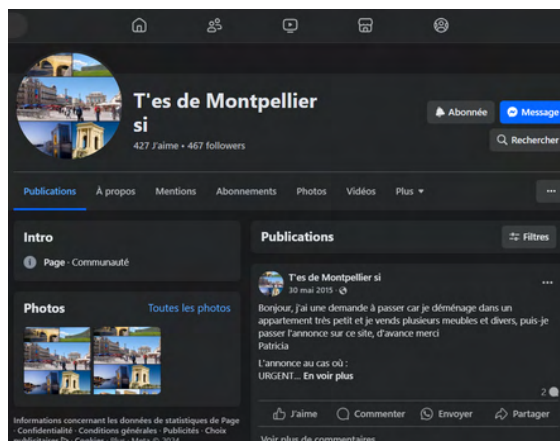 T'es de Montpellier
si
427 J'aime • 467 followers
Abonnée
Message
Rechercher
Publications
À propos
Mentions
Abonnements
Photos
Vidéos
Plus
Intro
Page · Communauté
Photos
Toutes les photos
Informations concernant les données de statistiques de Page
· Confidentialité · Conditions générales · Publicités · Choix
publicitaires · Cookies · Plus · Meta © 2024
Publications
Filtres
T'es de Montpellier si
30 mai 2015 ·
Bonjour, j'ai une demande à passer car je déménage dans un
appartement très petit et je vends plusieurs meubles et divers, puis-je
passer l'annonce sur ce site, d'avance merci
Patricia
L'annonce au cas où :
URGENT... En voir plus
2
J'aime
Commenter
Envoyer
Partager
Voir plus de commentaires